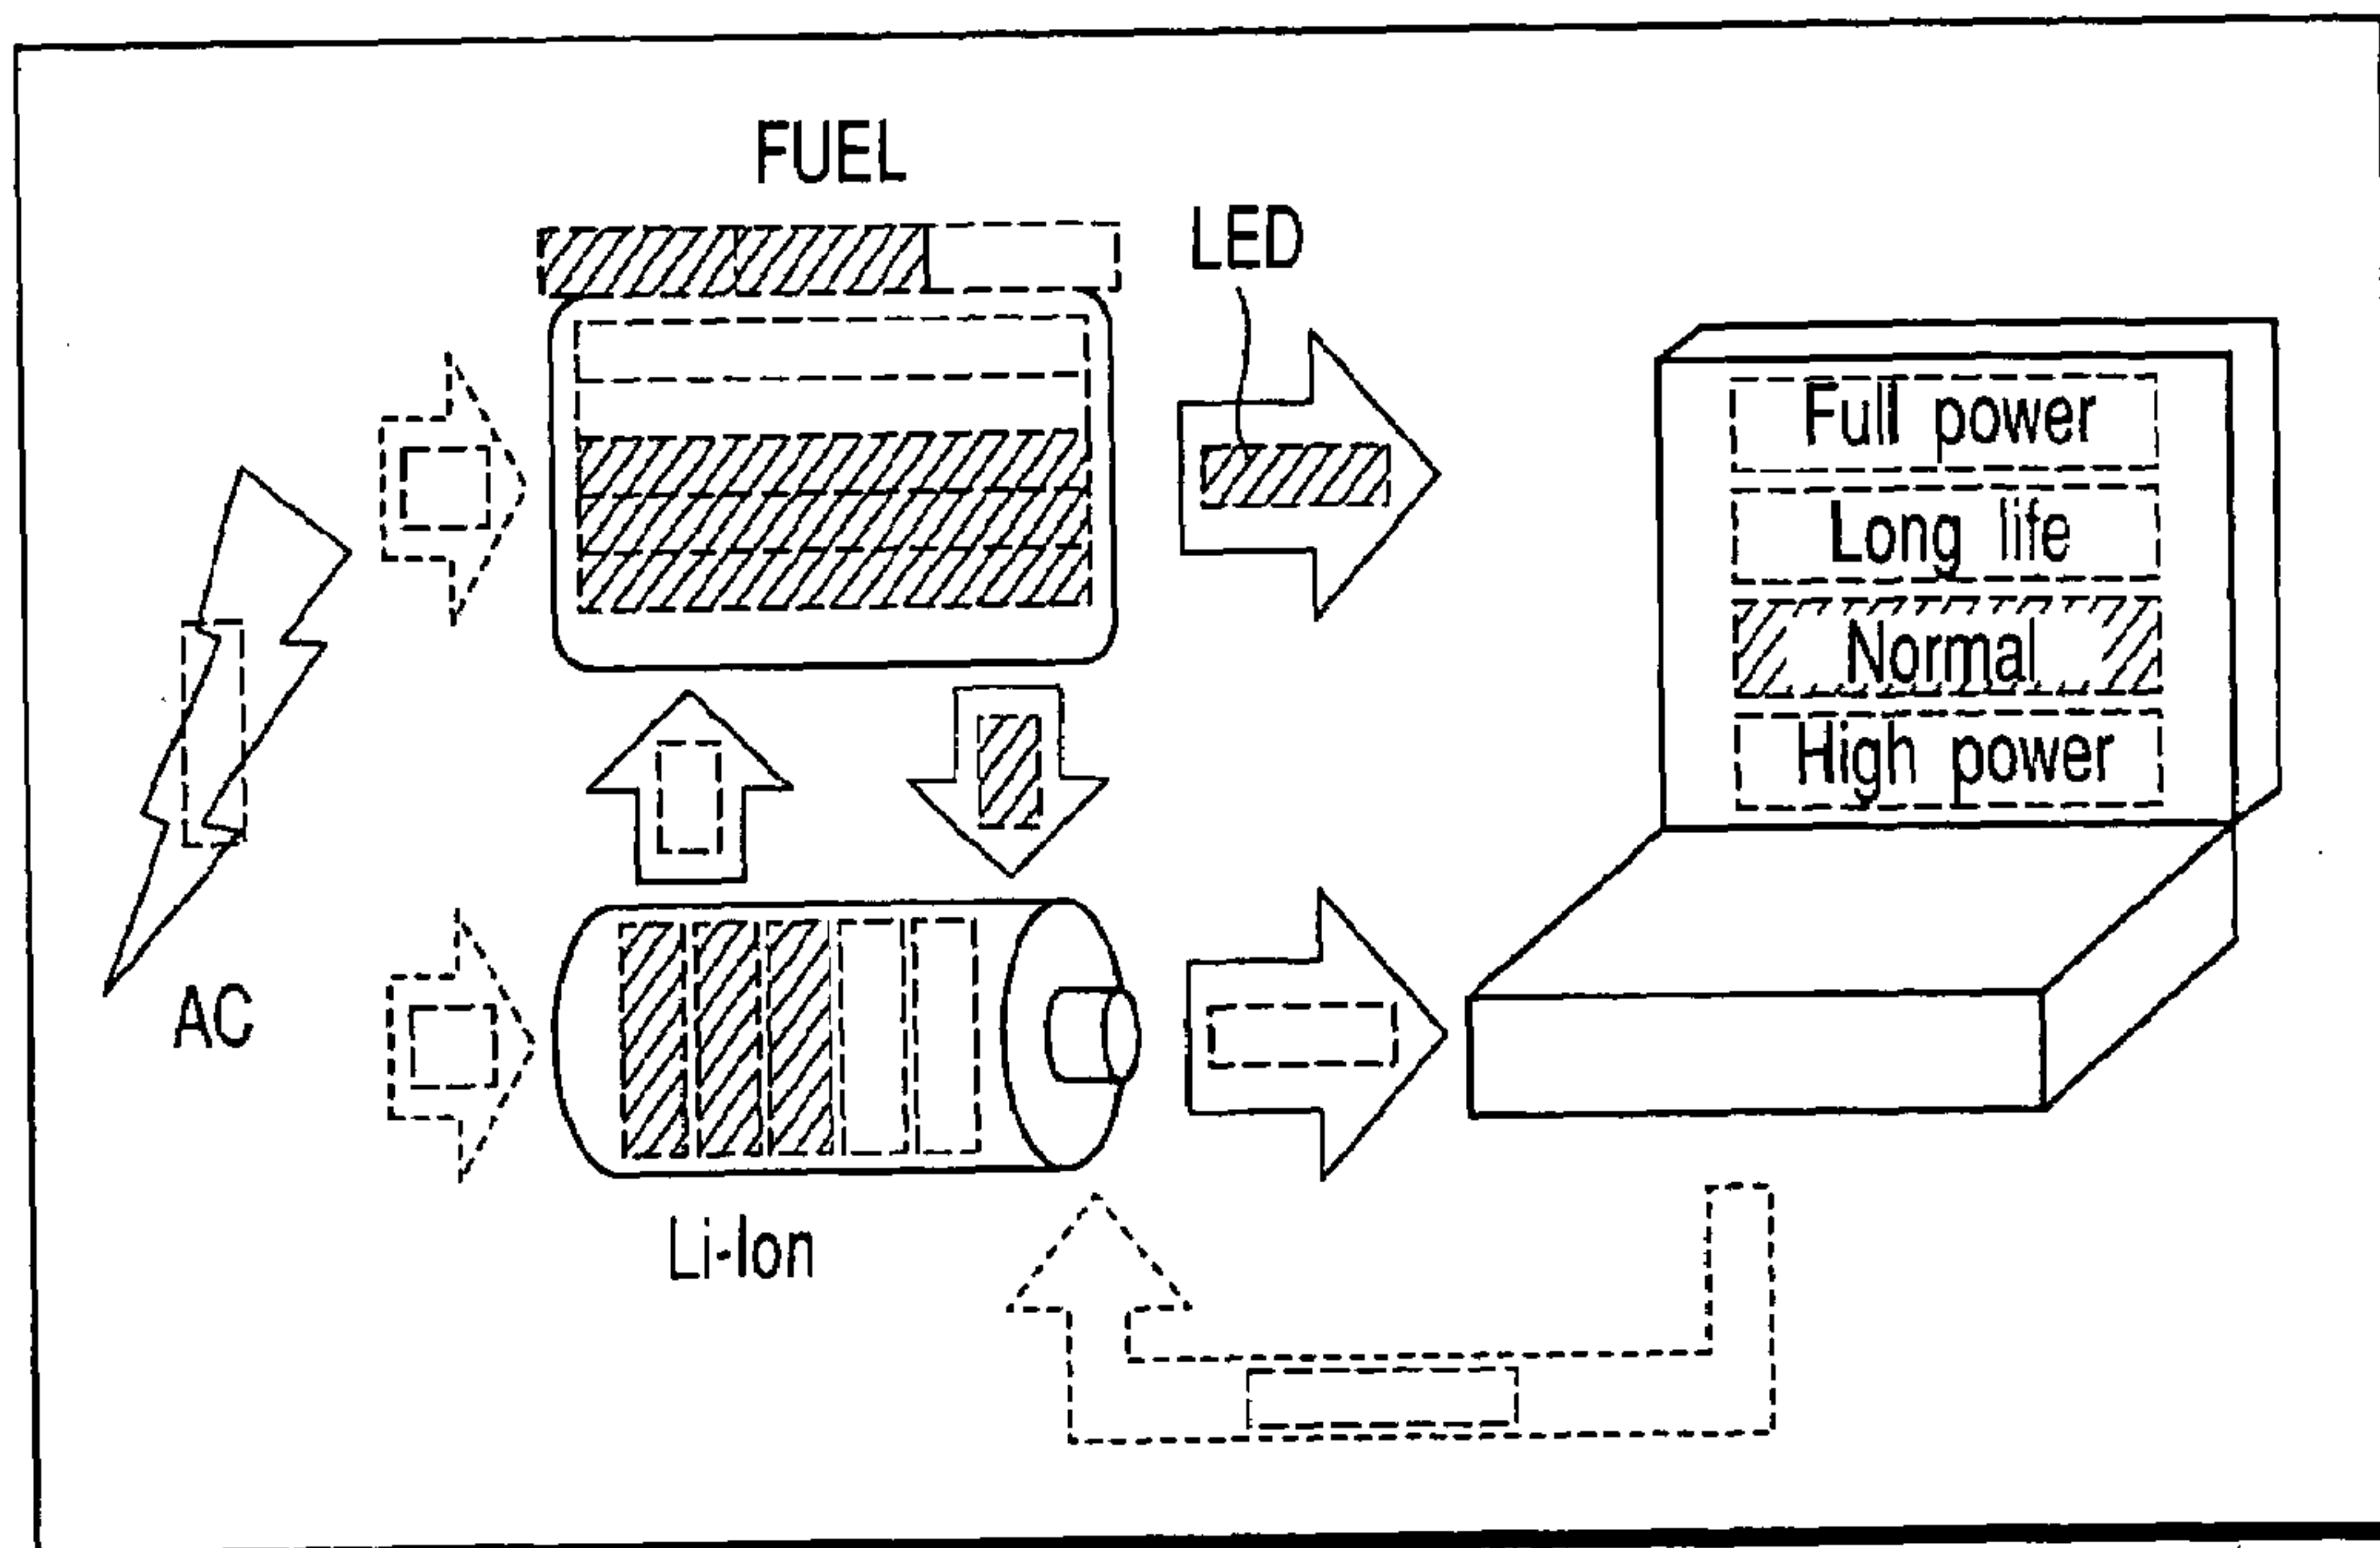 FUEL
LED
Full power
Long life
Normal
High power
AC
Li-Ion